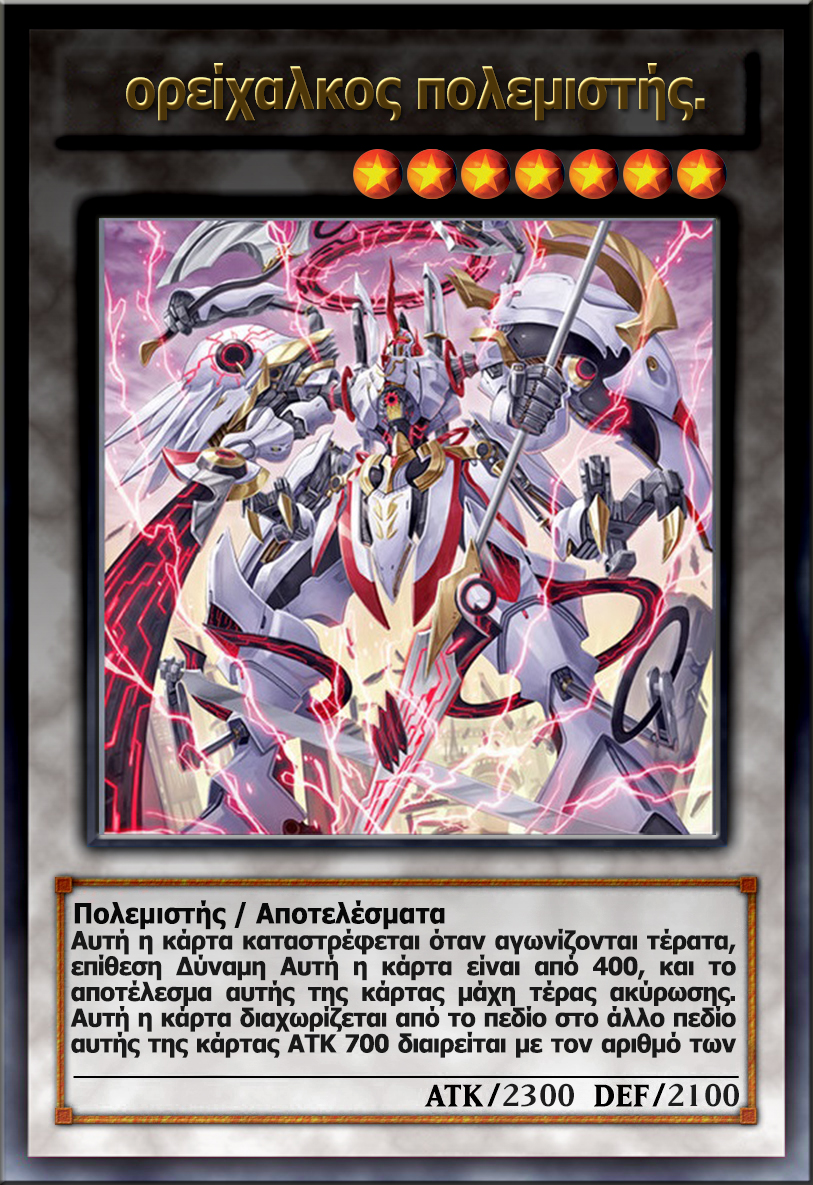 ορείχαλκος πολεμιστής.
Πολεμιστής / Αποτελέσματα
Αυτή η κάρτα καταστρέφεται όταν αγωνίζονται τέρατα,
επίθεση Δύναμη Αυτή η κάρτα είναι από 400, και το
αποτέλεσμα αυτής της κάρτας μάχη τέρας ακύρωσης.
Αυτή η κάρτα διαχωρίζεται από το πεδίο στο άλλο πεδίο
αυτής της κάρτας ATK 700 διαιρείται με τον αριθμό των
ATK/2300 DEF/2100